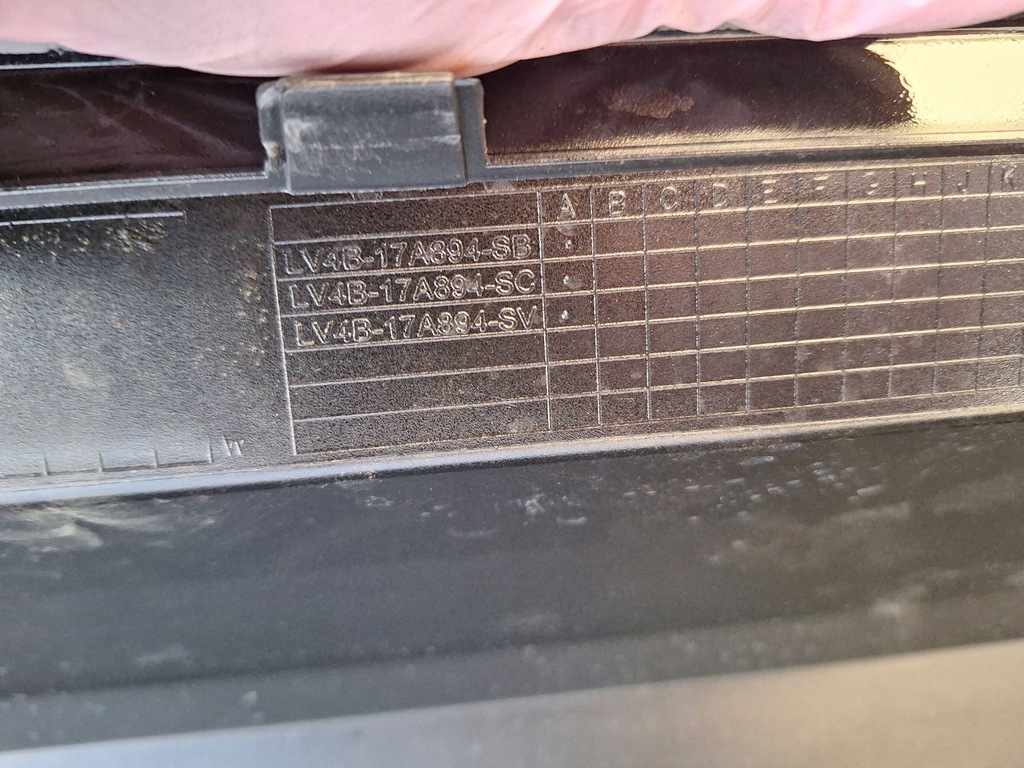 A B C D E F G H J K
LV4B-17A894-SB
LV4B-17A894-SC
LV4B-17A894-SV